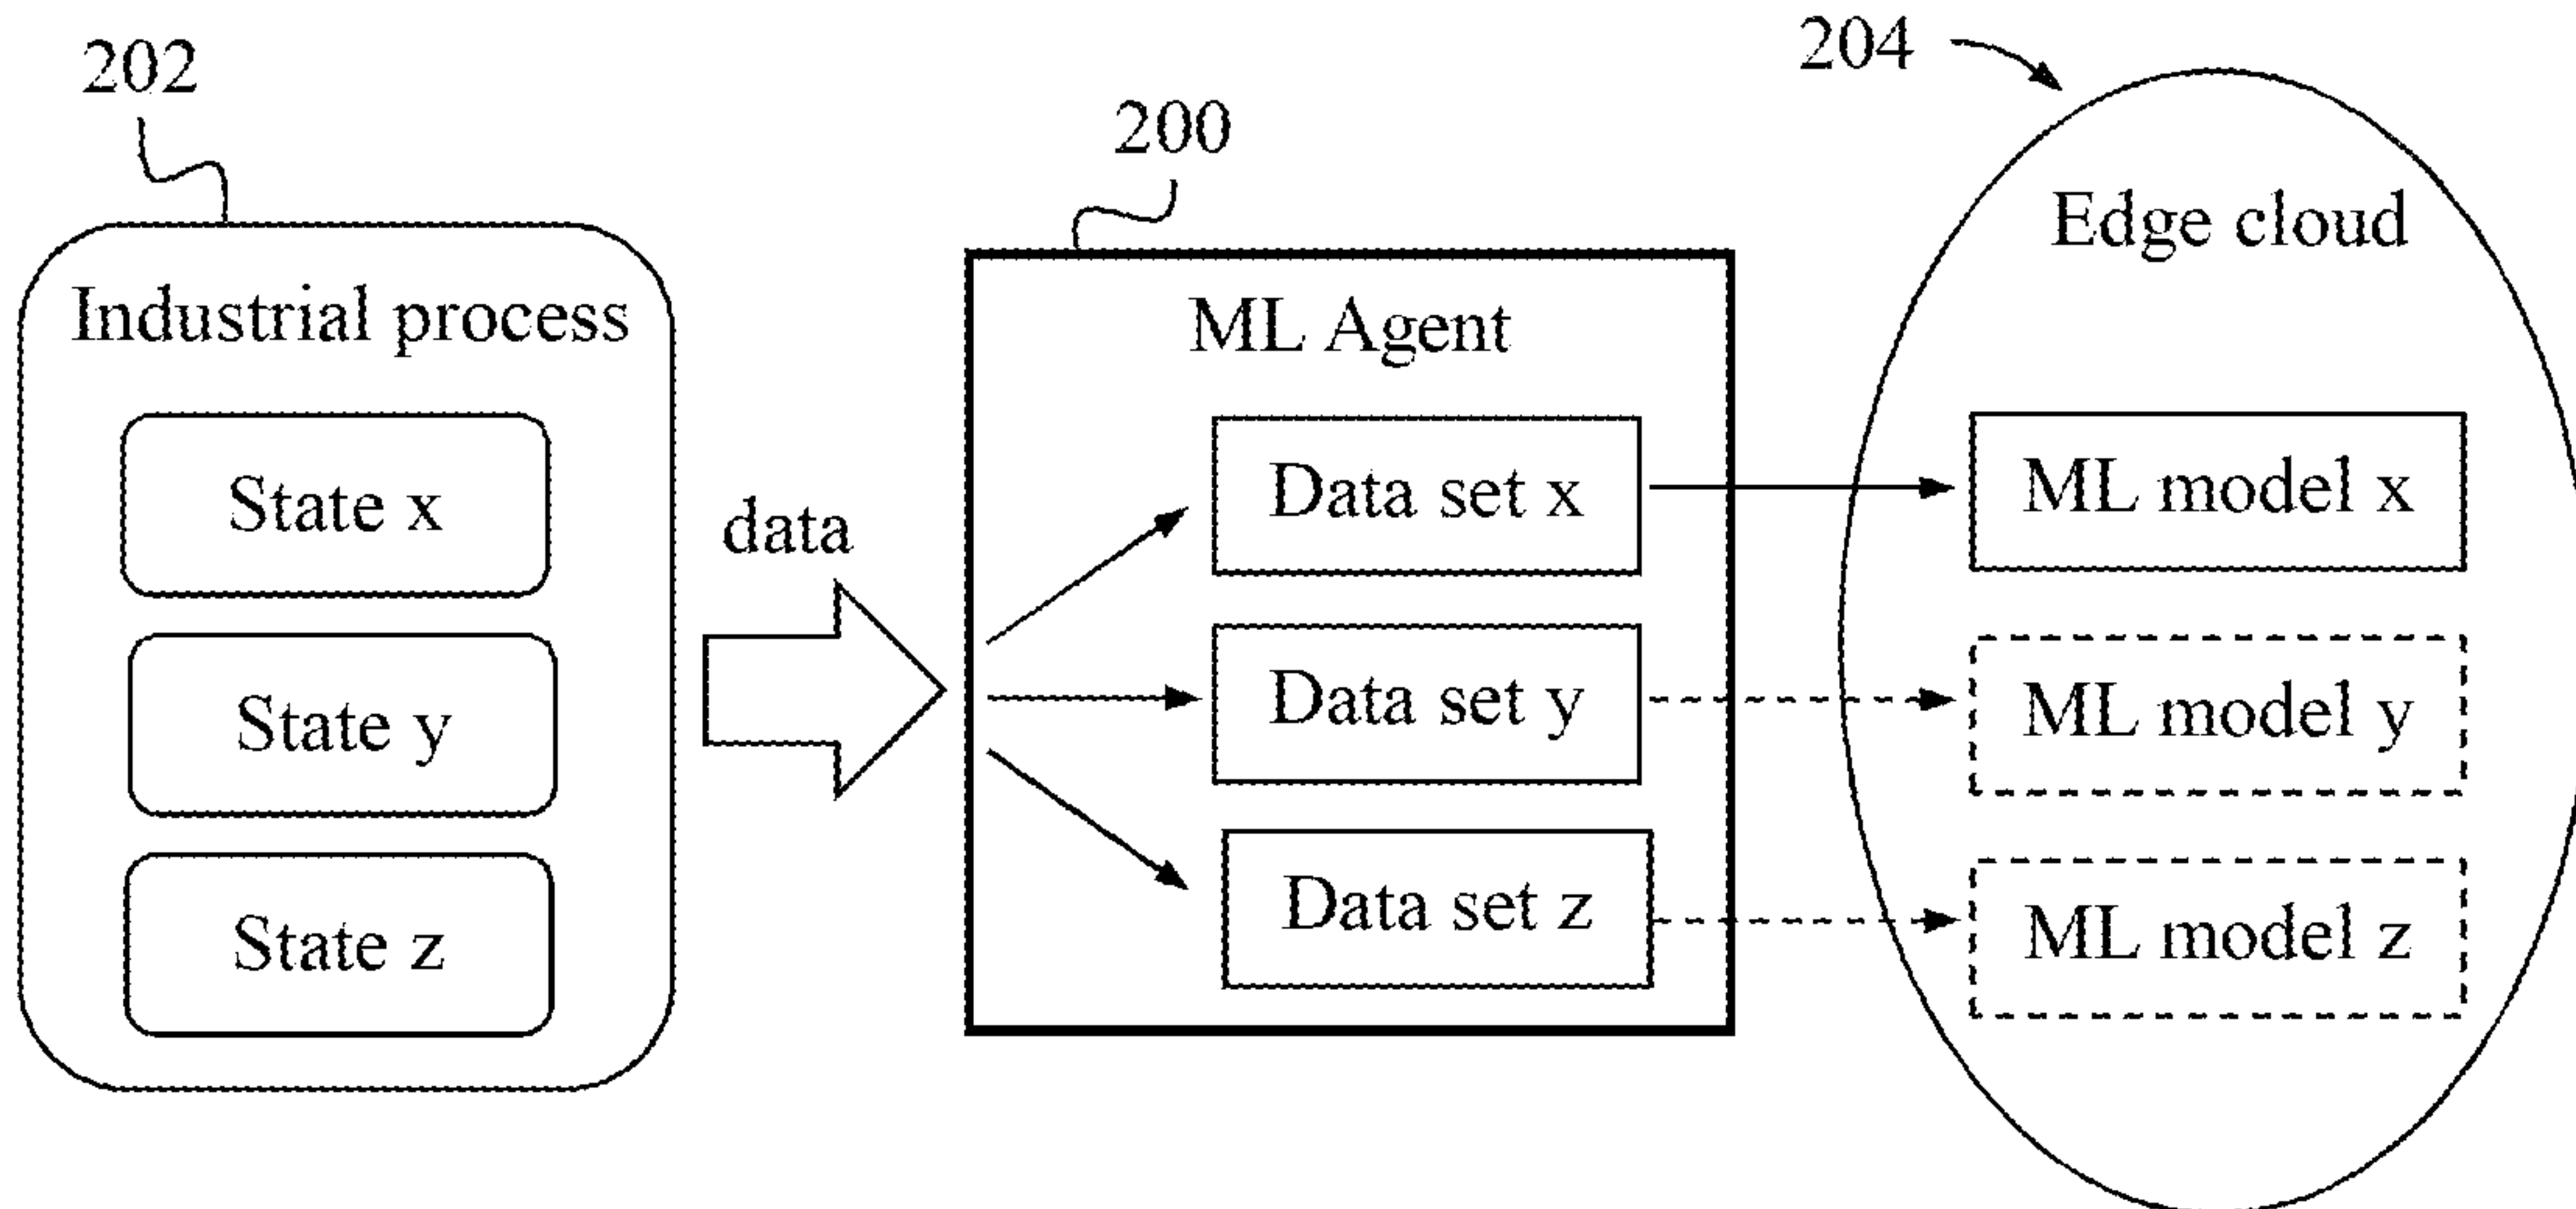 202
Industrial process
State x
State y
State z
data
200
ML Agent
Data set x
Data set y
Data set z
204
Edge cloud
ML model x
ML model y
ML model z